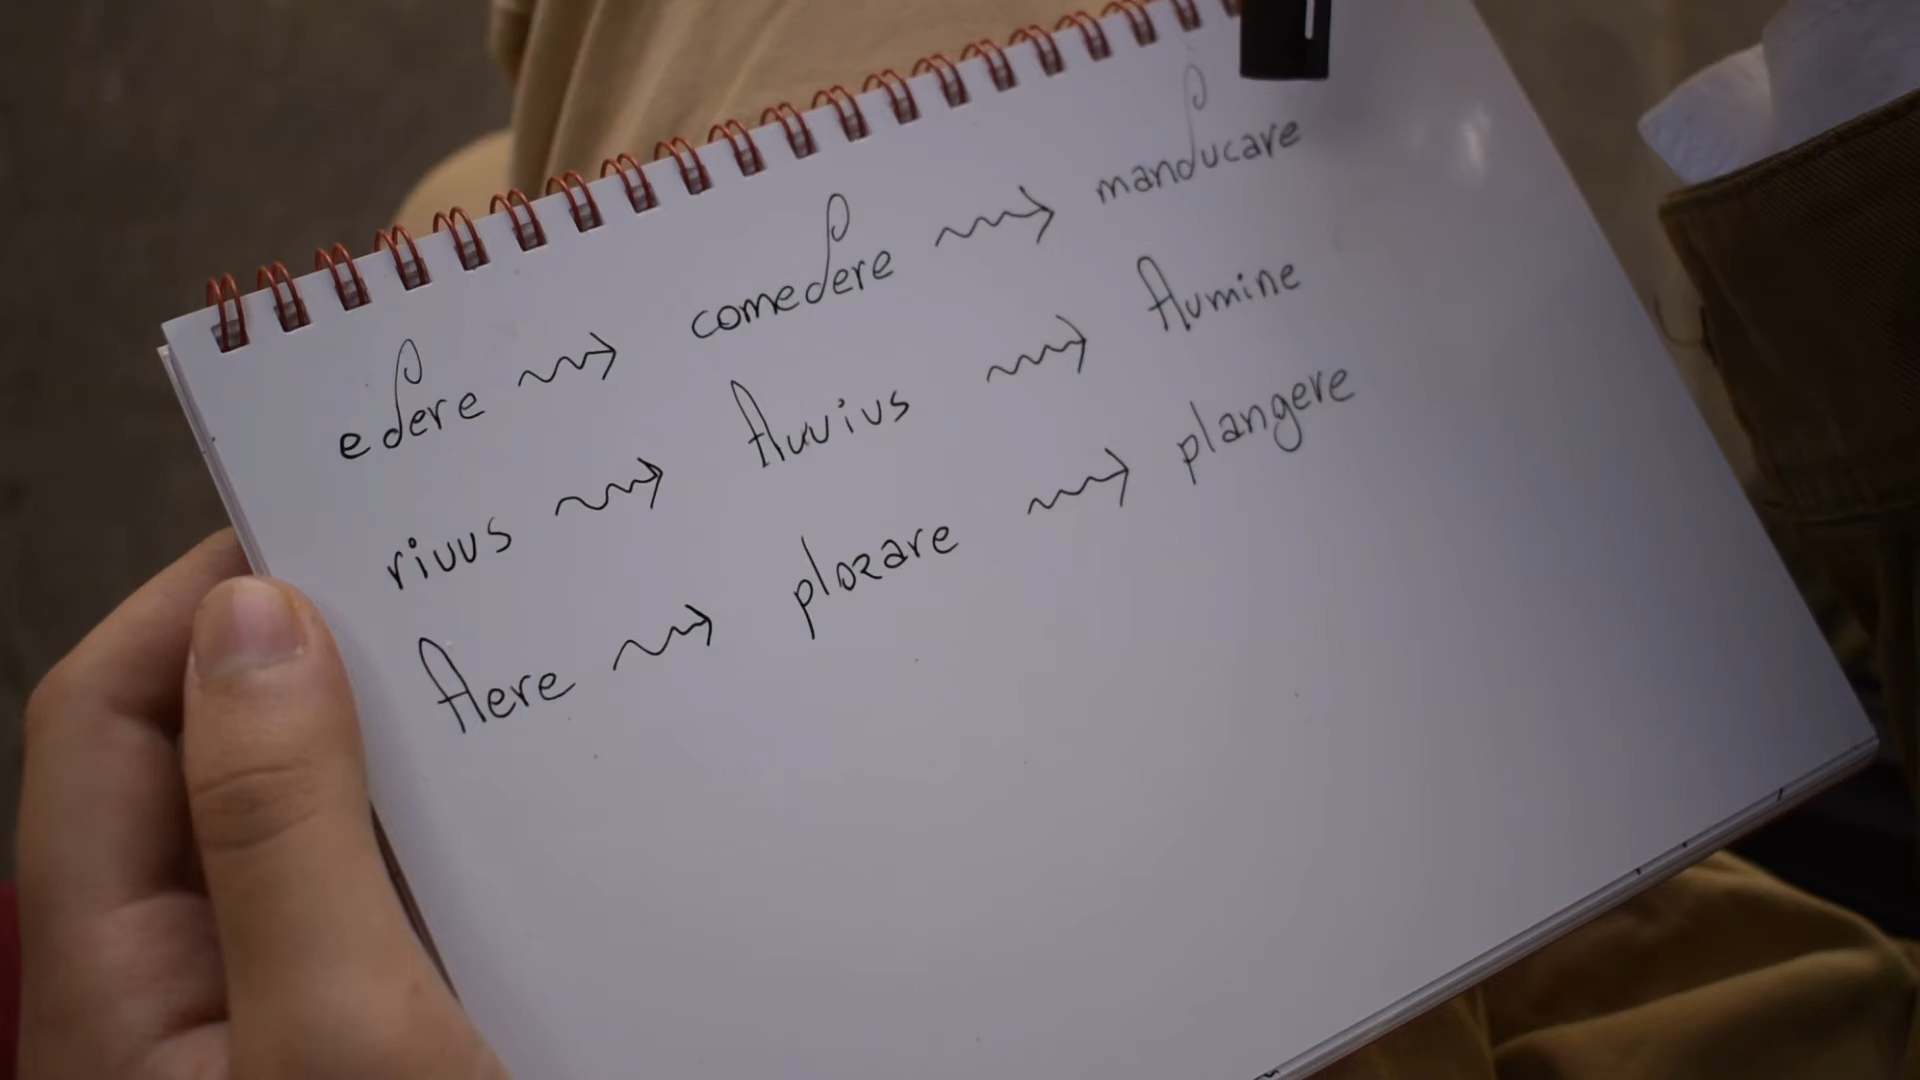 edere ⟿ comedere ⟿ manducare
rivus ⟿ fluvius ⟿ flumine
flere ⟿ plorare ⟿ plangere